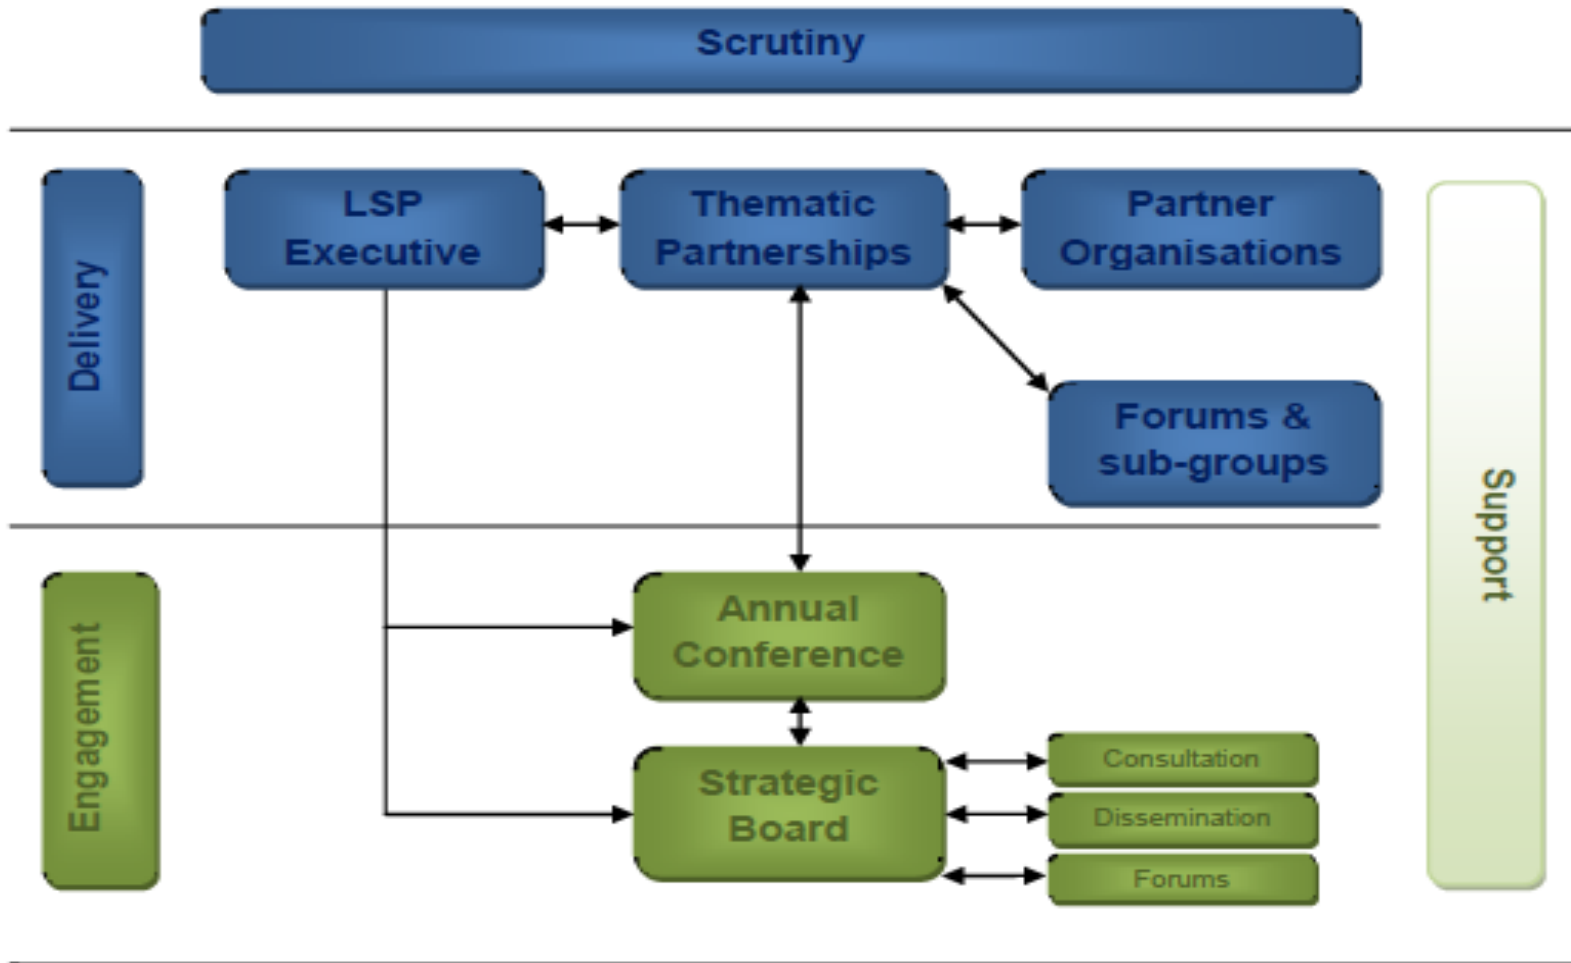 Scrutiny
Delivery
LSP
Executive
Thematic
Partnerships
Partner
Organisations
Forums &
sub-groups
Support
Engagement
Annual
Conference
Strategic
Board
Consultation
Dissemination
Forums